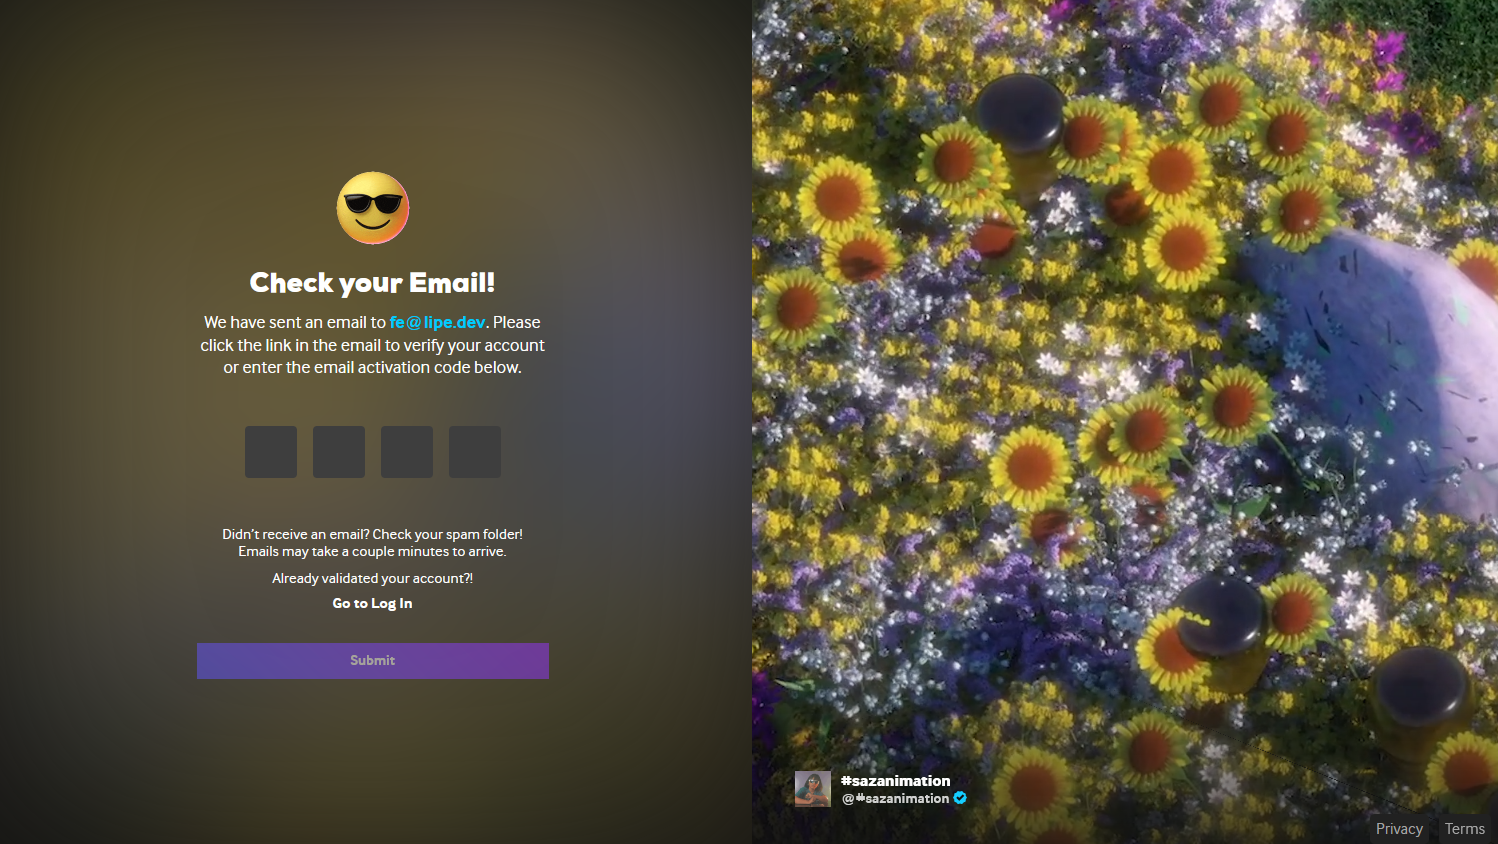 Check your Email!
We have sent an email to fe@lipe.dev. Please
click the link in the email to verify your account
or enter the email activation code below.
Didn't receive an email? Check your spam folder!
Emails may take a couple minutes to arrive.
Already validated your account?!
Go to Log In
Submit
#sazanimation
@#sazanimation
Privacy
Terms